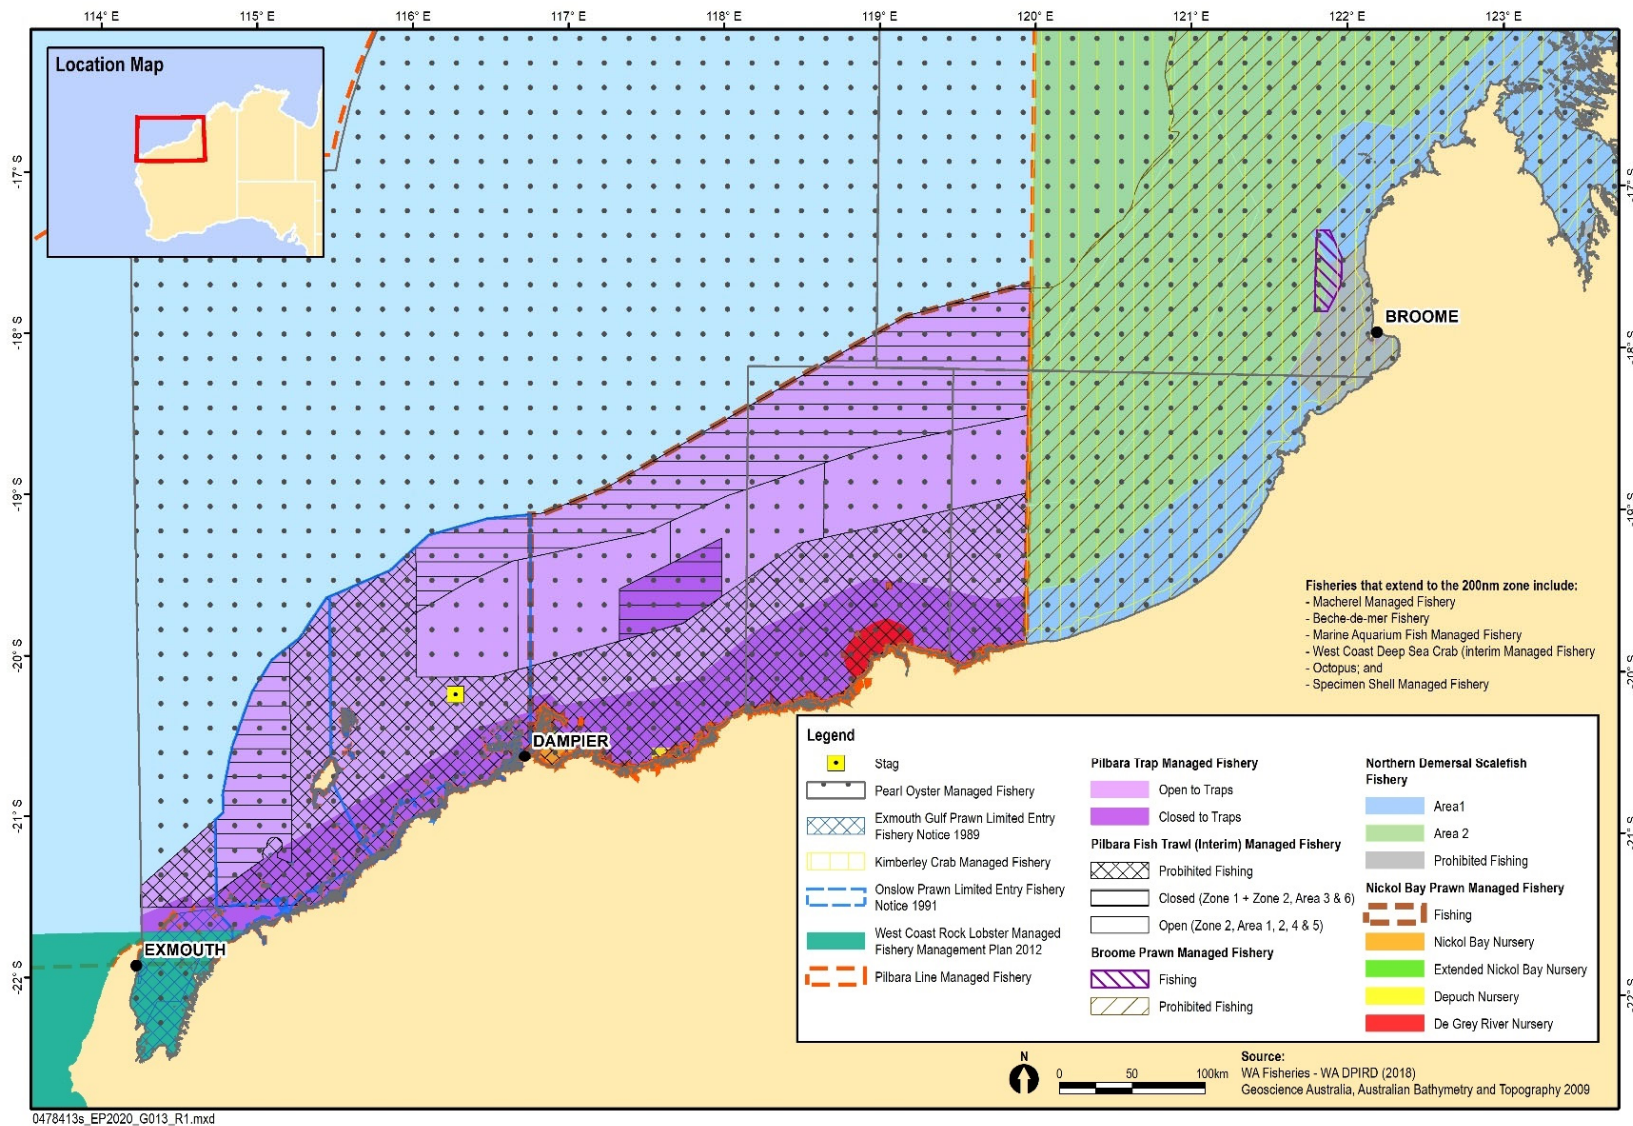 114° E
115° E
116° E
117° E
118° E
119° E
120° E
121° E
122° E
123° E
Location Map
-17° S
-18° S
-19° S
-20° S
-21° S
-22° S
-17° S
-18° S
-19° S
-20° S
-21° S
-22° S
BROOME
DAMPIER
EXMOUTH
Fisheries that extend to the 200nm zone include:
- Macherel Managed Fishery
- Beche-de-mer Fishery
- Marine Aquarium Fish Managed Fishery
- West Coast Deep Sea Crab (interim Managed Fishery
- Octopus; and
- Specimen Shell Managed Fishery
Legend
Stag
Pearl Oyster Managed Fishery
Exmouth Gulf Prawn Limited Entry
Fishery Notice 1989
Kimberley Crab Managed Fishery
Onslow Prawn Limited Entry Fishery
Notice 1991
West Coast Rock Lobster Managed
Fishery Management Plan 2012
Pilbara Line Managed Fishery
Pilbara Trap Managed Fishery
Open to Traps
Closed to Traps
Pilbara Fish Trawl (Interim) Managed Fishery
Probihited Fishing
Closed (Zone 1 + Zone 2, Area 3 & 6)
Open (Zone 2, Area 1, 2, 4 & 5)
Broome Prawn Managed Fishery
Fishing
Prohibited Fishing
Northern Demersal Scalefish
Fishery
Area1
Area 2
Prohibited Fishing
Nickol Bay Prawn Managed Fishery
Fishing
Nickol Bay Nursery
Extended Nickol Bay Nursery
Depuch Nursery
De Grey River Nursery
N
0 50 100km
Source:
WA Fisheries - WA DPIRD (2018)
Geoscience Australia, Australian Bathymetry and Topography 2009
0478413s_EP2020_G013_R1.mxd